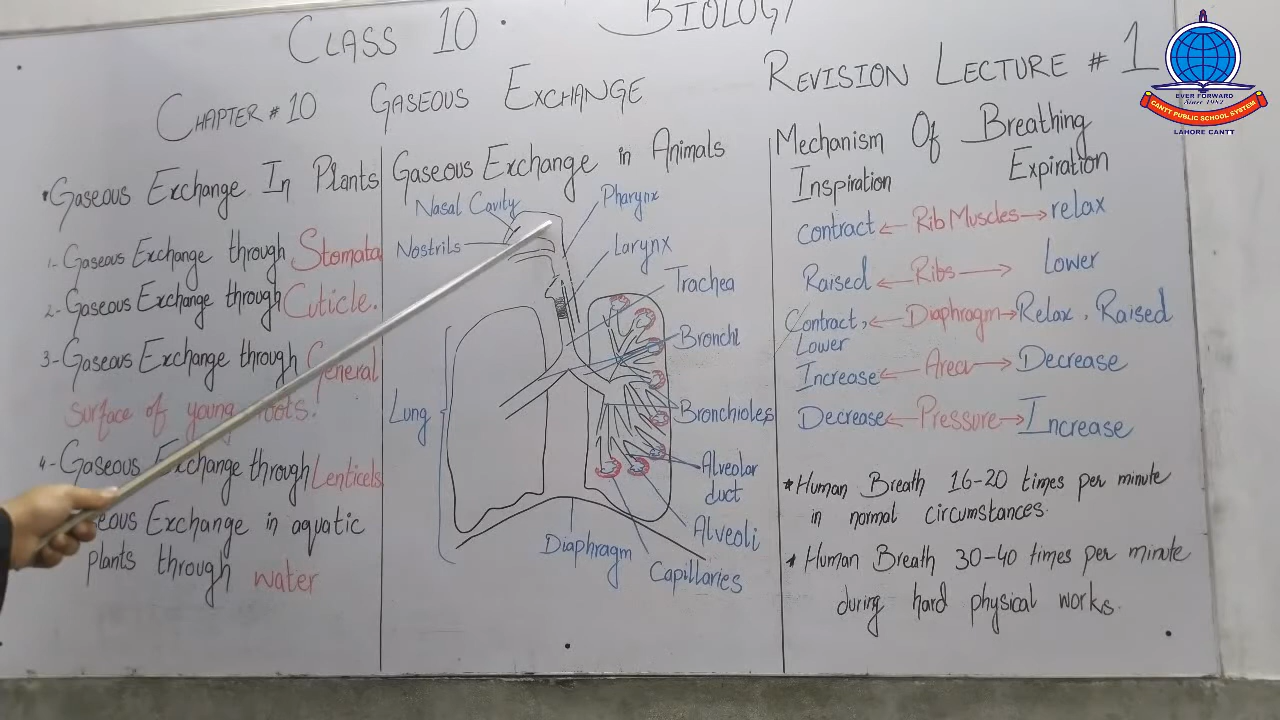 CLASS 10 .
BIOLOGY
CHAPTER # 10 GASEOUS EXCHANGE
REVISION LECTURE # 1
EVER FORWARD
Since 1982
CANTT PUBLIC SCHOOL SYSTEM
LAHORE CANTT
Gaseous Exchange In Plants
1- Gaseous Exchange through Stomata
2- Gaseous Exchange through Cuticle.
3- Gaseous Exchange through General
surface of young
4- Gaseous Exchange through Lenticels
Exchange in aquatic
plants through water
Gaseous Exchange in Animals
Nasal Cavity
Pharynx
Nostrils
Larynx
Trachea
Bronchi
Lung
Bronchioles
Alveolar
duct
Alveoli
Diaphragm
Capillaries
Mechanism Of Breathing
Inspiration Expiration
contract ← Rib Muscles → relax
Raised ← Ribs → Lower
Contract, ← Diaphragm → Relax, Raised
Lower
Increase ← Area → Decrease
Decrease ← Pressure → Increase
* Human Breath 16-20 times per minute
in normal circumstances.
* Human Breath 30-40 times per minute
during hard physical works.